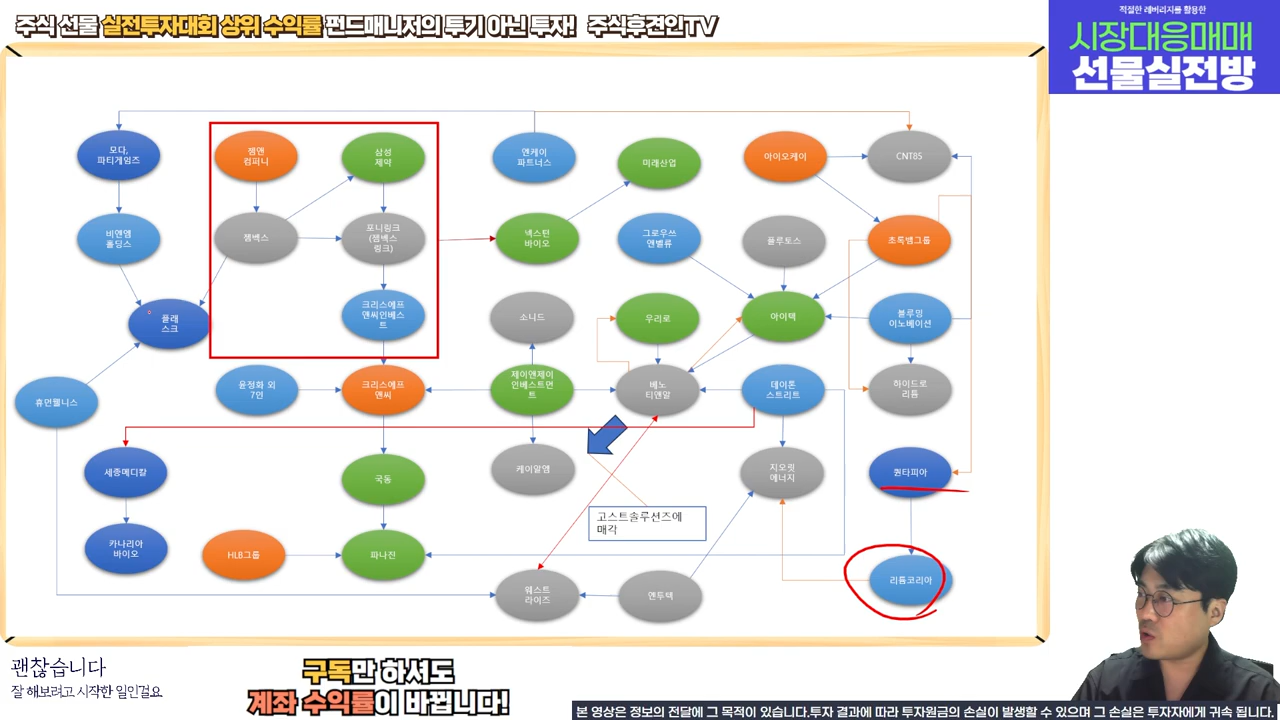 주식 선물 실전투자대회 상위 수익률 펀드매니저의 투기 아닌 투자! 주식후견인TV
적절한 레버리지를 활용한
시장대응매매
선물실전방
모다,
파티게임즈
젬앤
컴퍼니
삼성
제약
앤케이
파트너스
미래산업
아이오케이
CNT85
비엔엠
홀딩스
젬벡스
포니링크
(젬벡스
링크)
넥스턴
바이오
그로우쓰
앤밸류
플루토스
초록뱀그룹
플래
스크
크리스에프
앤씨인베스
트
소니드
우리로
아이텍
블루밍
이노베이션
휴먼웰니스
윤정화 외
7인
크리스에프
앤씨
제이앤제이
인베스트먼
트
베노
티앤알
데이톤
스트리트
하이드로
리튬
세종메디칼
국동
케이알엠
지오릿
에너지
퀀타피아
고스트솔루션즈에
매각
카나리아
바이오
HLB그룹
파나진
웨스트
라이즈
엔투텍
리튬코리아
괜찮습니다
잘 해보려고 시작한 일인걸요
구독만 하셔도
계좌 수익률이 바뀝니다!
본 영상은 정보의 전달에 그 목적이 있습니다.투자 결과에 따라 투자원금의 손실이 발생할 수 있으며 그 손실은 투자자에게 귀속 됩니다.